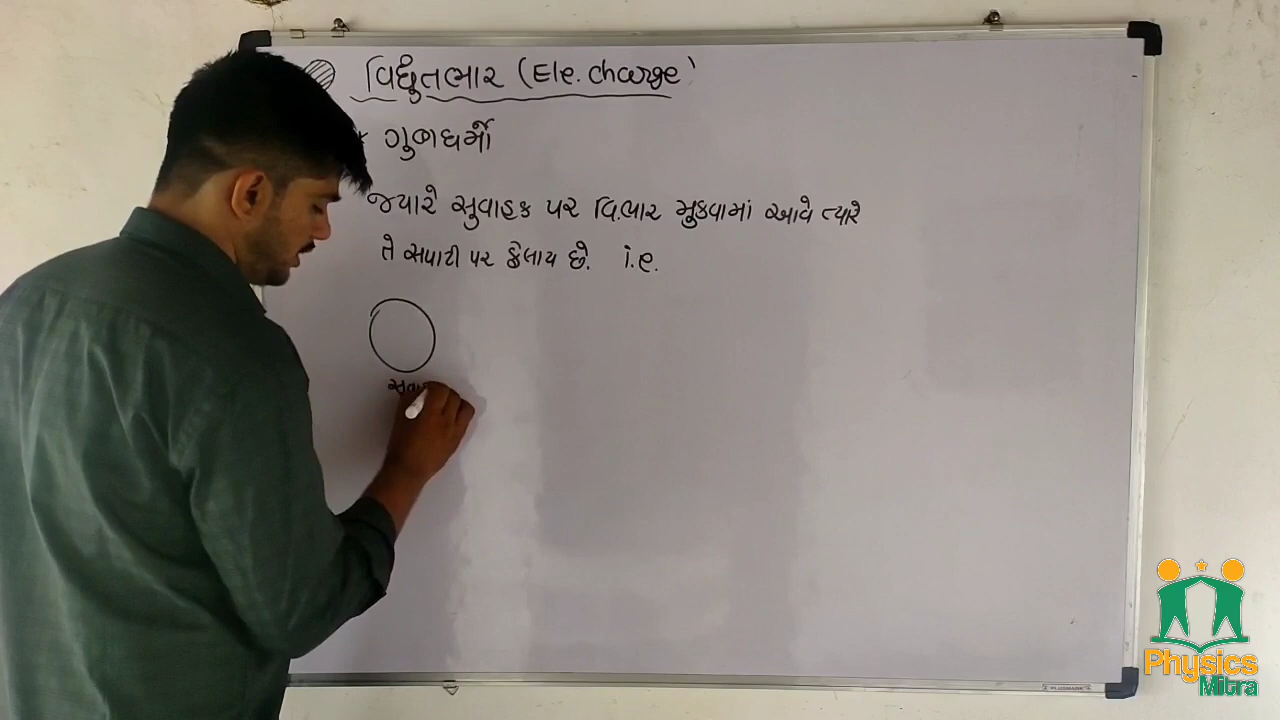 વિધુતભાર (Ele. charge)
* ગુણધર્મો
જ્યારે સુવાહક પર વિ.ભાર મુકવામાં આવે ત્યારે
તે સપાટી પર ફેલાય છે. i.e.
Physics
Mitra